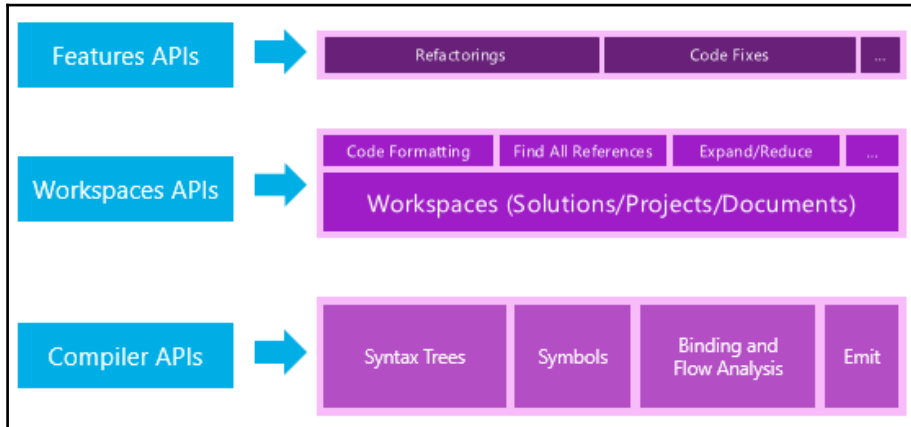 Features APIs
Refactorings
Code Fixes
...
Workspaces APIs
Code Formatting
Find All References
Expand/Reduce
...
Workspaces (Solutions/Projects/Documents)
Compiler APIs
Syntax Trees
Symbols
Binding and
Flow Analysis
Emit